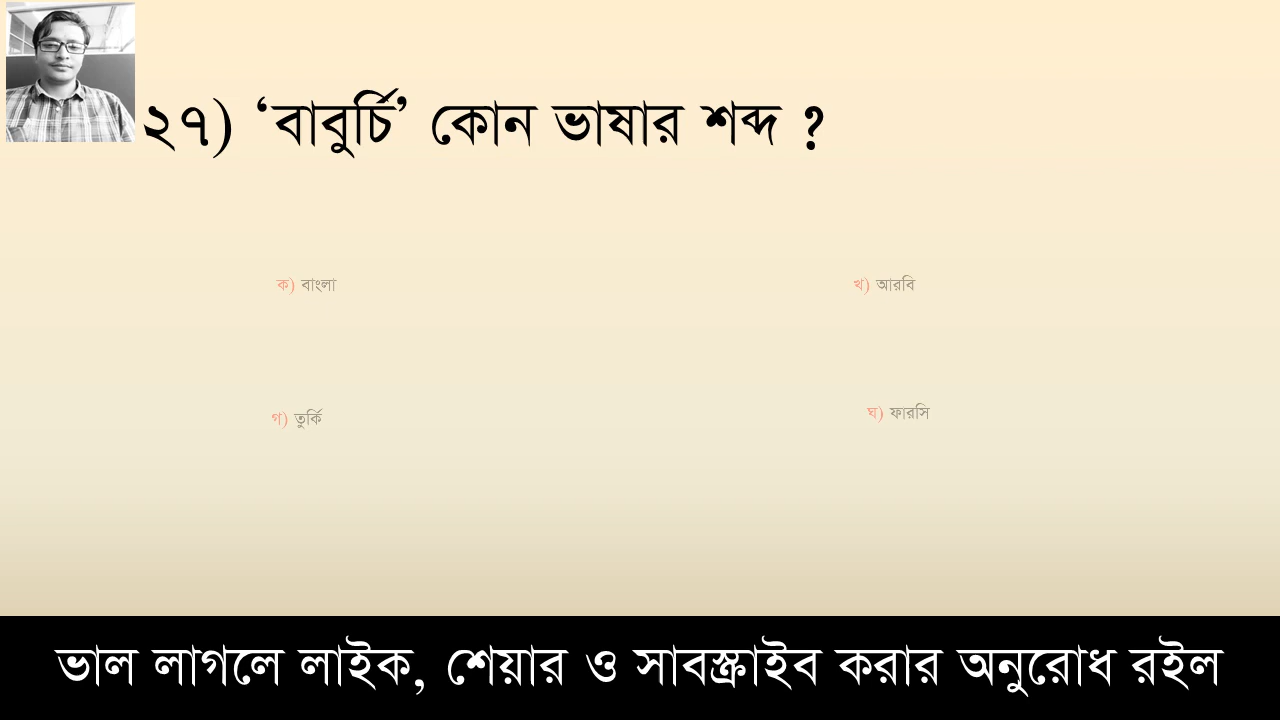 ২৭) ‘বাবুর্চি’ কোন ভাষার শব্দ ?
ক) বাংলা
খ) আরবি
গ) তুর্কি
ঘ) ফারসি
ভাল লাগলে লাইক, শেয়ার ও সাবস্ক্রাইব করার অনুরোধ রইল